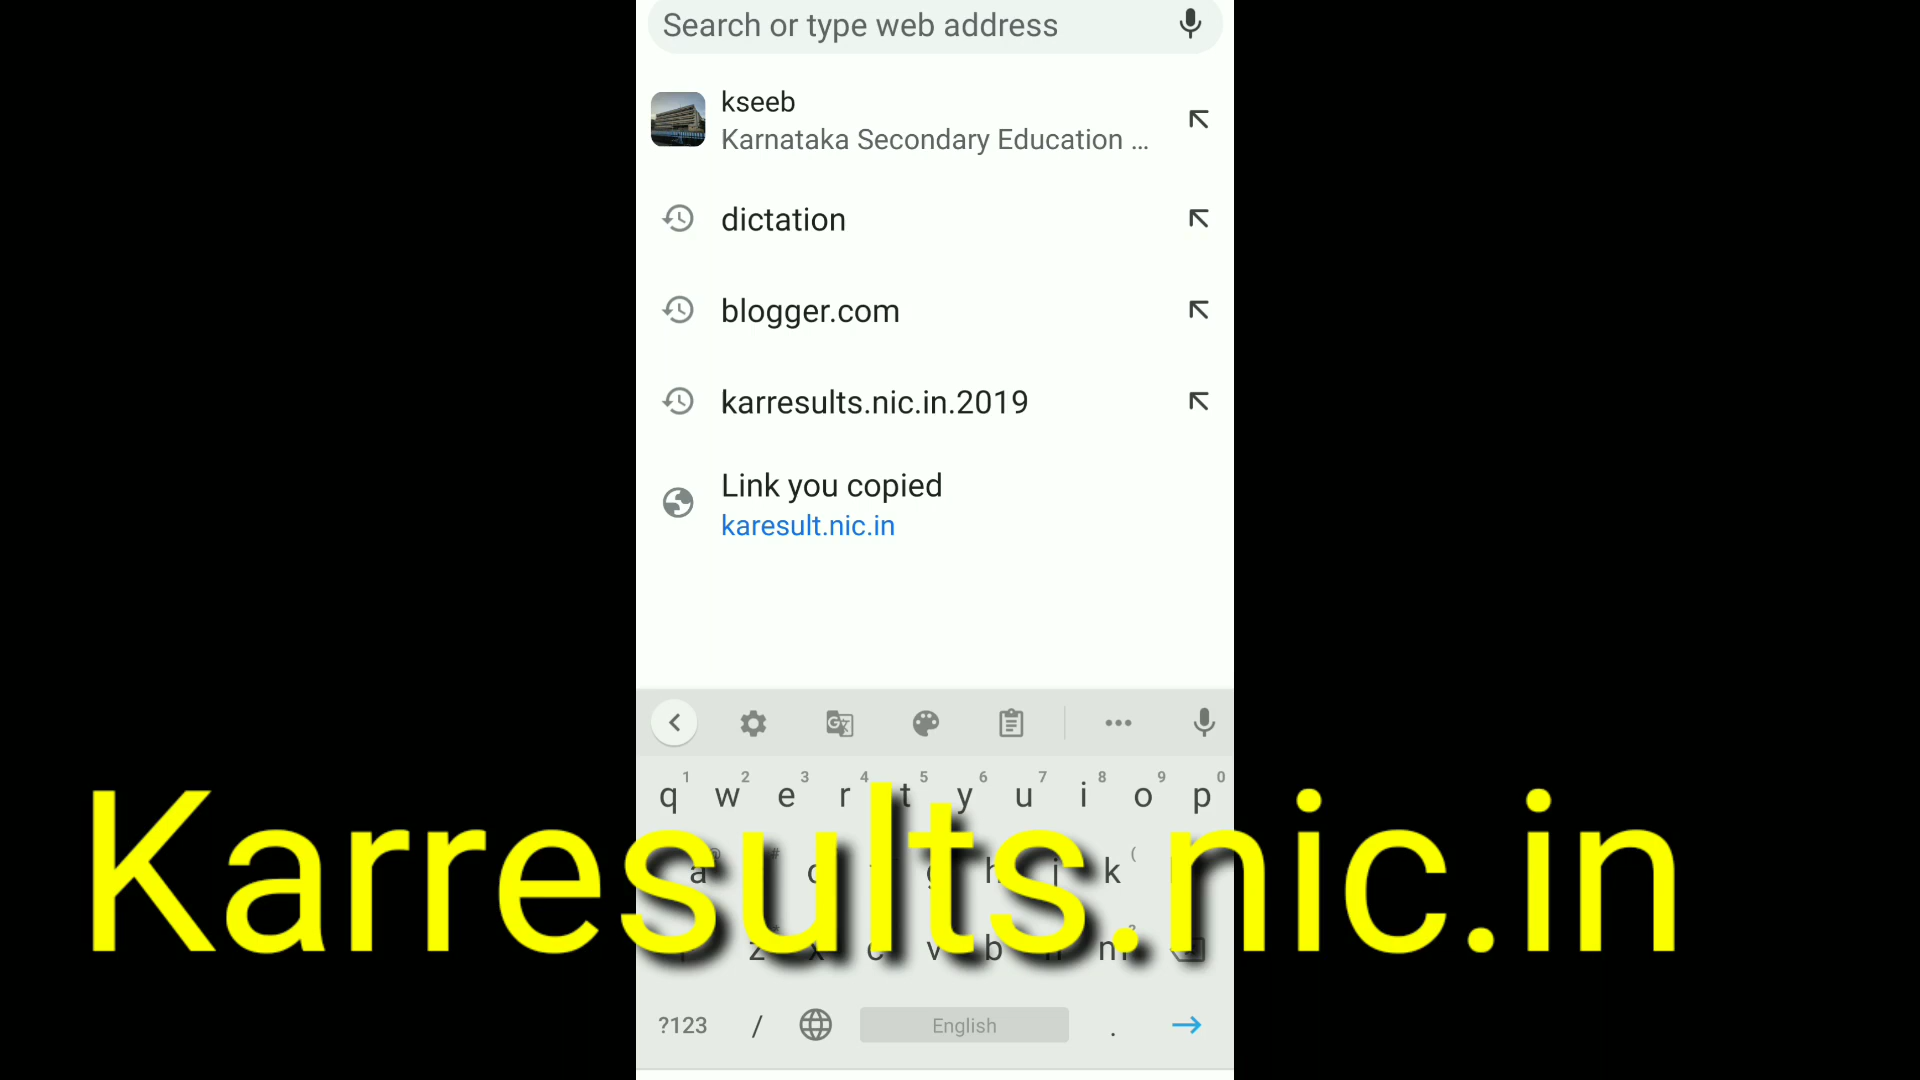 Search or type web address
kseeb
Karnataka Secondary Education ...
dictation
blogger.com
karresults.nic.in.2019
Link you copied
karesult.nic.in
1 2 3 4 5 6 7 8 9 0
q w e r t y u i o p
Karresults.nic.in
a g h j k
z x c v b n m
?123 / English .